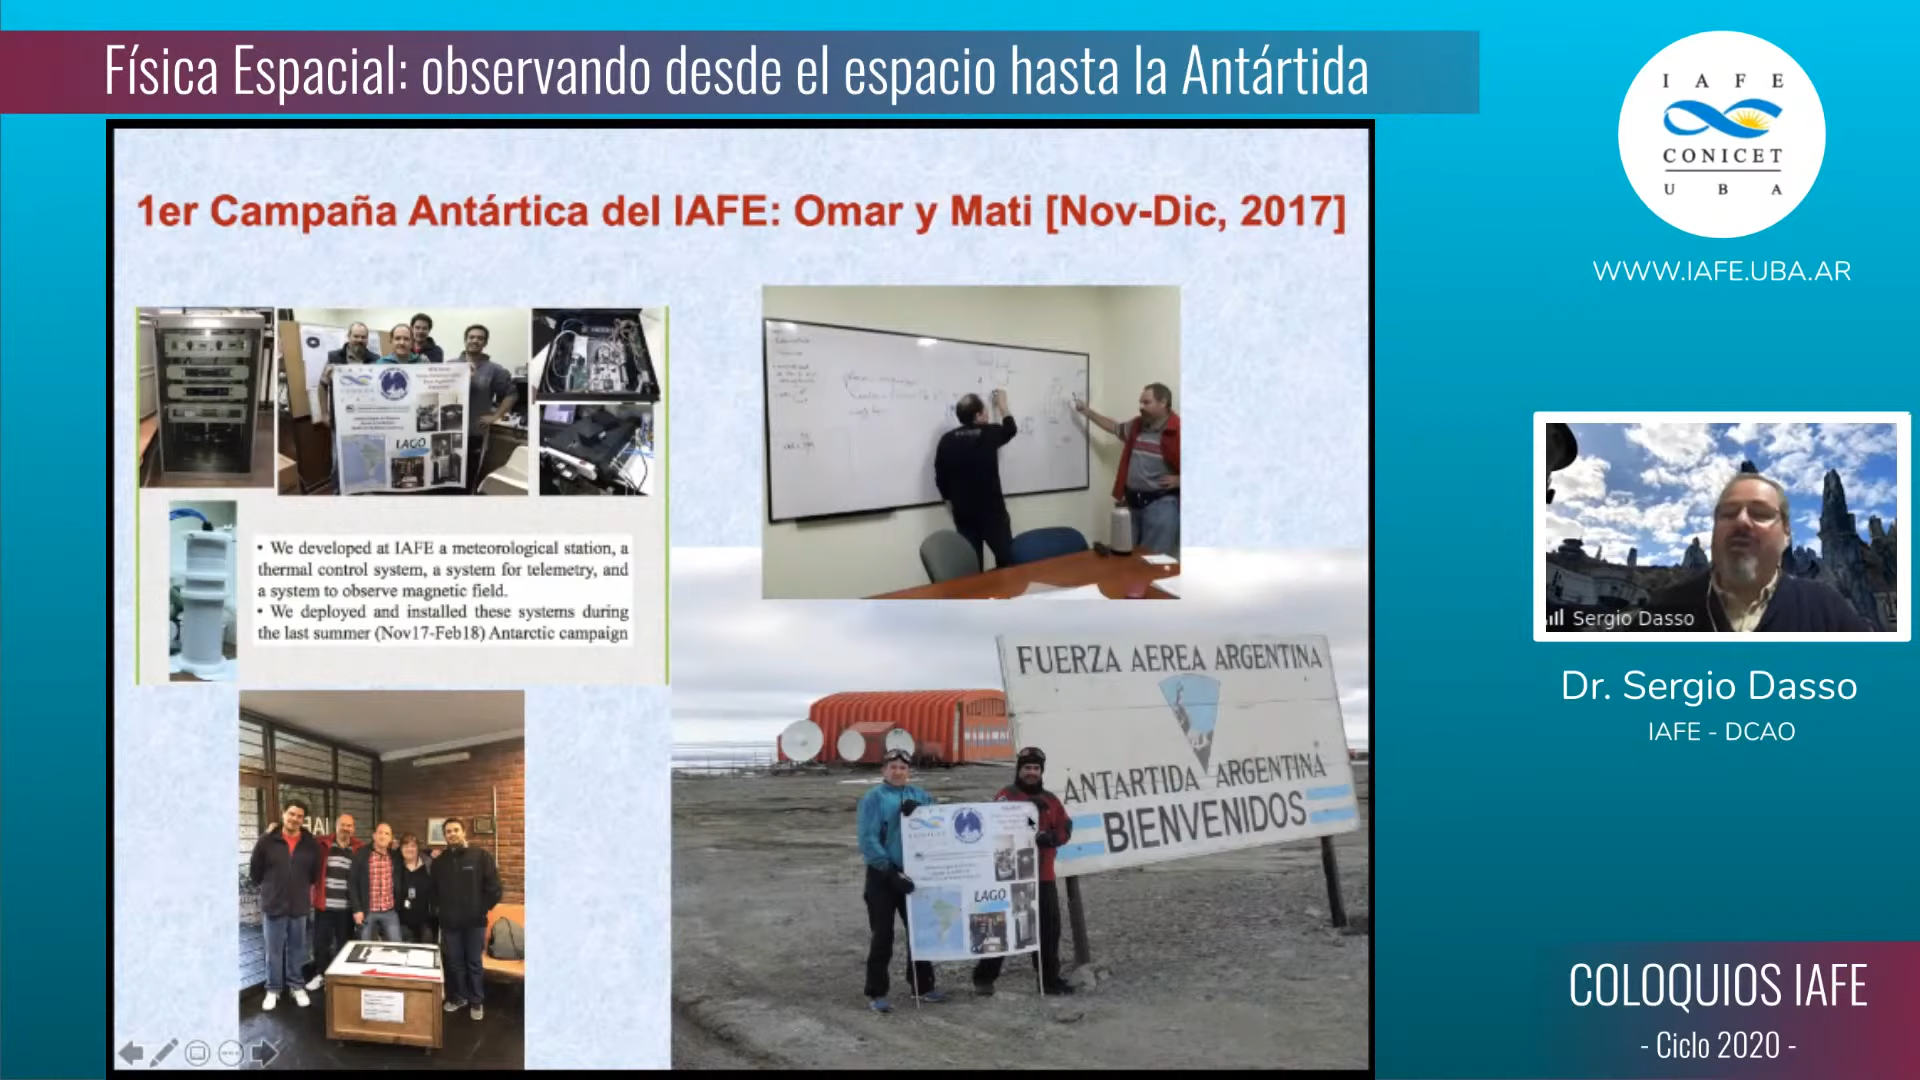 Física Espacial: observando desde el espacio hasta la Antártida
1er Campaña Antártica del IAFE: Omar y Mati [Nov-Dic, 2017]
LAGO
• We developed at IAFE a meteorological station, a
thermal control system, a system for telemetry, and
a system to observe magnetic field.
• We deployed and installed these systems during
the last summer (Nov17-Feb18) Antarctic campaign
FUERZA AEREA ARGENTINA
ANTARTIDA ARGENTINA
BIENVENIDOS
IAFE
LAGO
I A F E
CONICET
U B A
WWW.IAFE.UBA.AR
Sergio Dasso
Dr. Sergio Dasso
IAFE - DCAO
COLOQUIOS IAFE
- Ciclo 2020 -